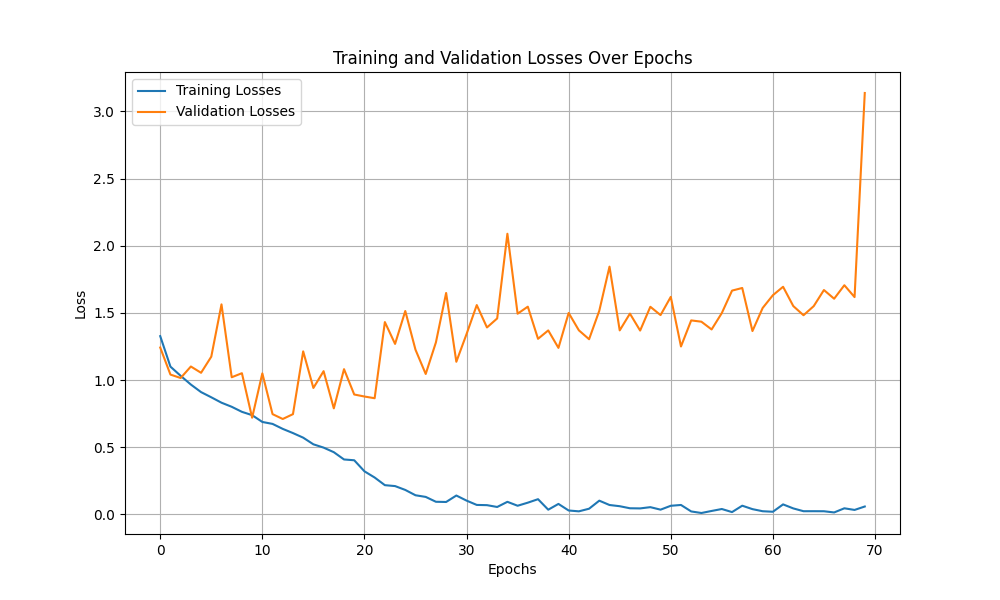 Training and Validation Losses Over Epochs
Training Losses
Validation Losses
3.0
2.5
2.0
1.5
1.0
0.5
0.0
Loss
0 10 20 30 40 50 60 70
Epochs